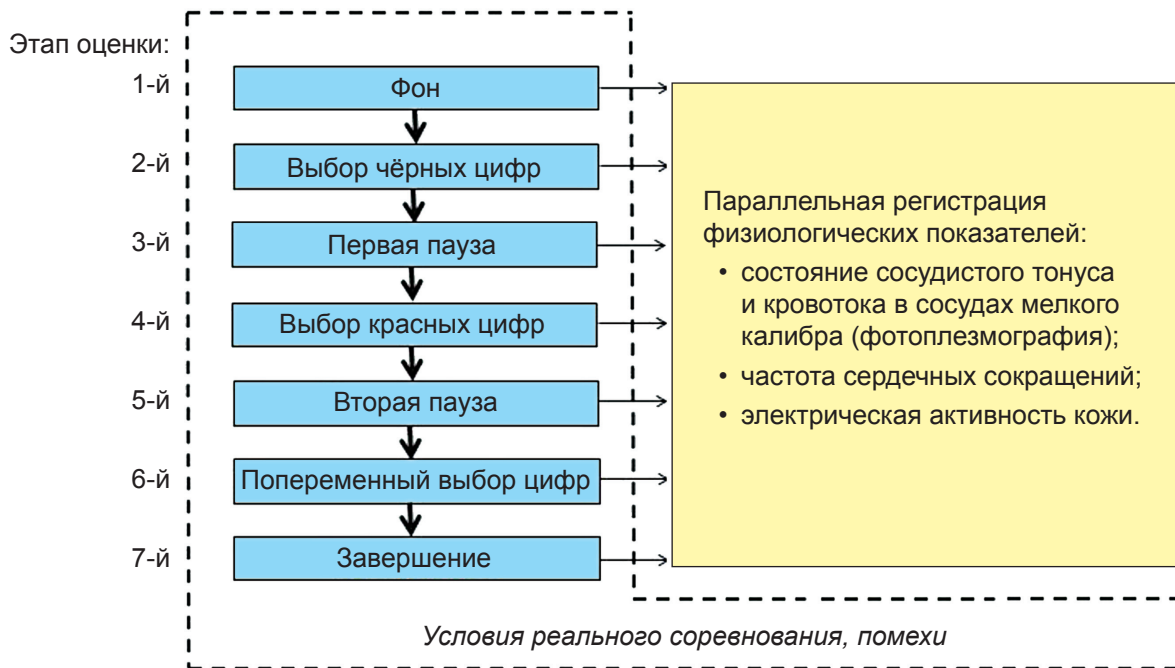 Этап оценки:
1-й
Фон
2-й
Выбор чёрных цифр
3-й
Первая пауза
4-й
Выбор красных цифр
5-й
Вторая пауза
6-й
Попеременный выбор цифр
7-й
Завершение
Параллельная регистрация
физиологических показателей:
• состояние сосудистого тонуса
и кровотока в сосудах мелкого
калибра (фотоплезмография);
• частота сердечных сокращений;
• электрическая активность кожи.
Условия реального соревнования, помехи